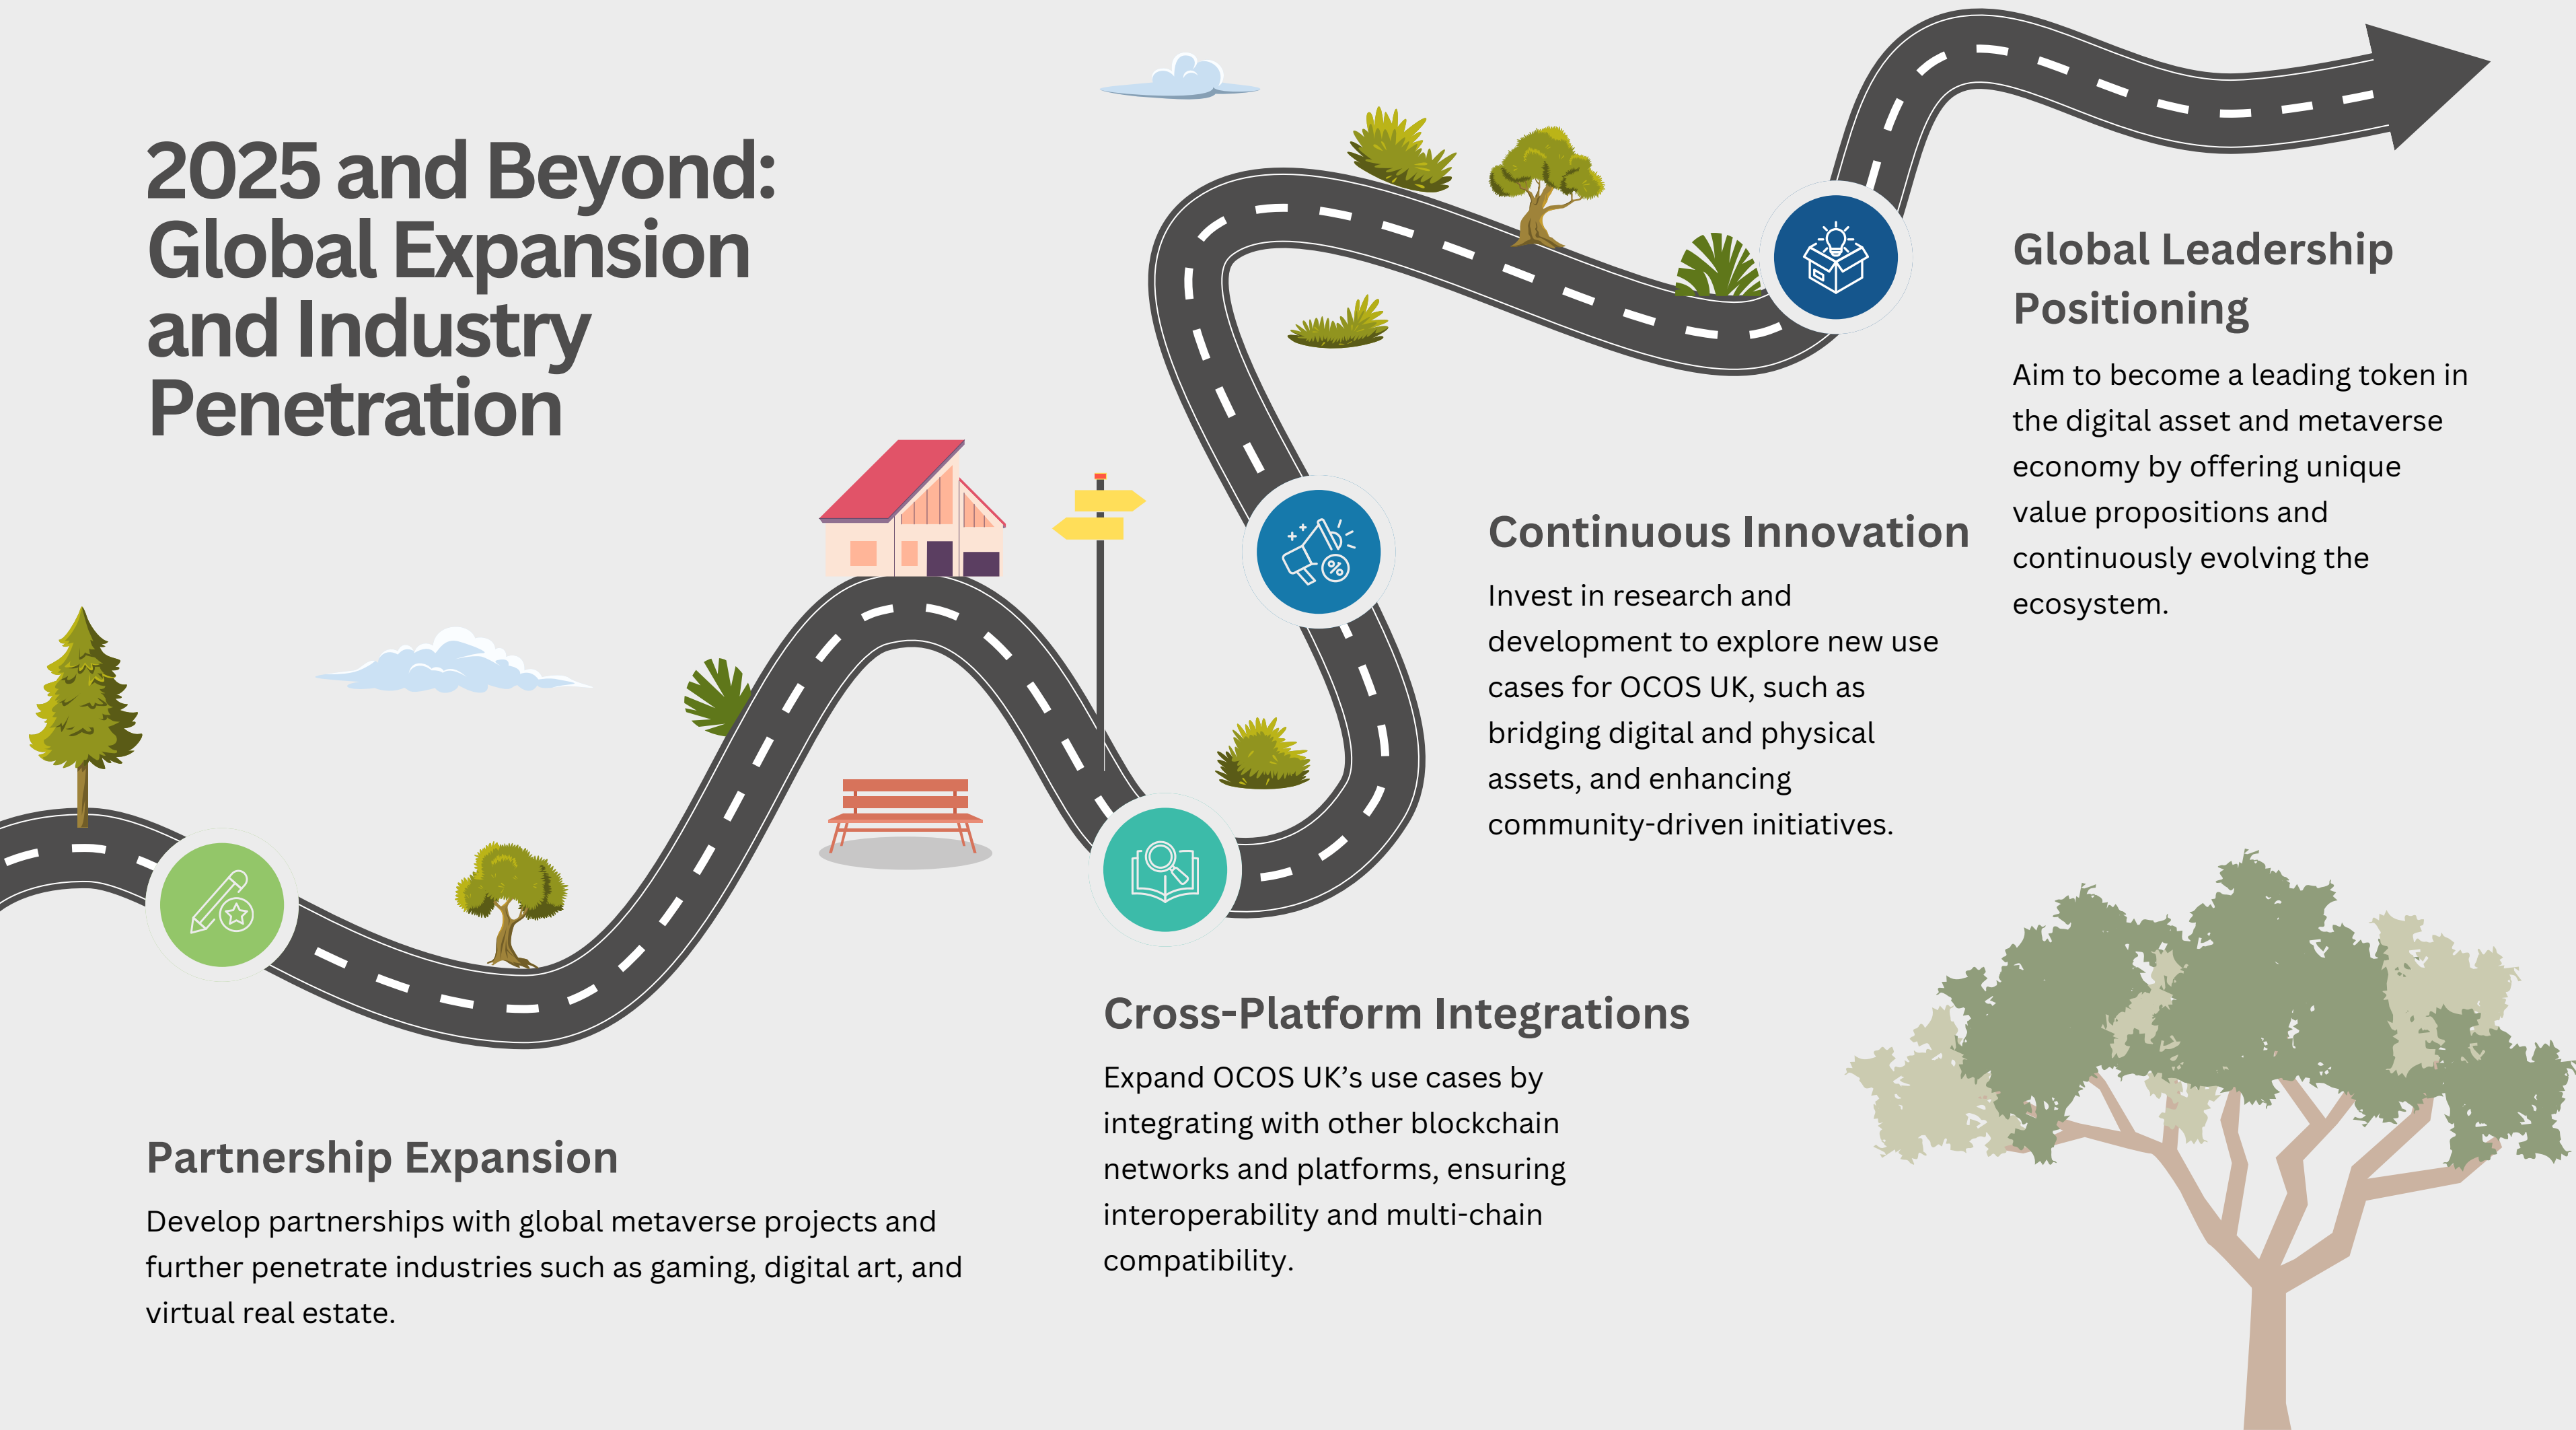 2025 and Beyond:
Global Expansion
and Industry
Penetration
Partnership Expansion
Develop partnerships with global metaverse projects and
further penetrate industries such as gaming, digital art, and
virtual real estate.
Cross-Platform Integrations
Expand OCOS UK’s use cases by
integrating with other blockchain
networks and platforms, ensuring
interoperability and multi-chain
compatibility.
Continuous Innovation
Invest in research and
development to explore new use
cases for OCOS UK, such as
bridging digital and physical
assets, and enhancing
community-driven initiatives.
Global Leadership
Positioning
Aim to become a leading token in
the digital asset and metaverse
economy by offering unique
value propositions and
continuously evolving the
ecosystem.